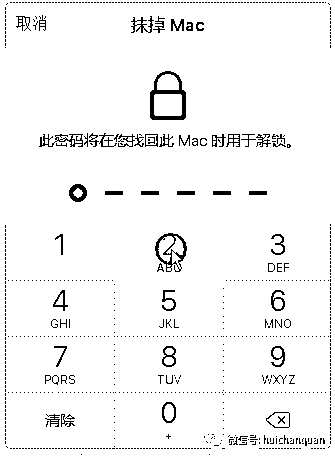 取消
抹掉 Mac
此密码将在您找回此 Mac 时用于解锁。
1
2
ABC
3
DEF
4
GHI
5
JKL
6
MNO
7
PQRS
8
TUV
9
WXYZ
清除
0
+
微信号: huichanquan